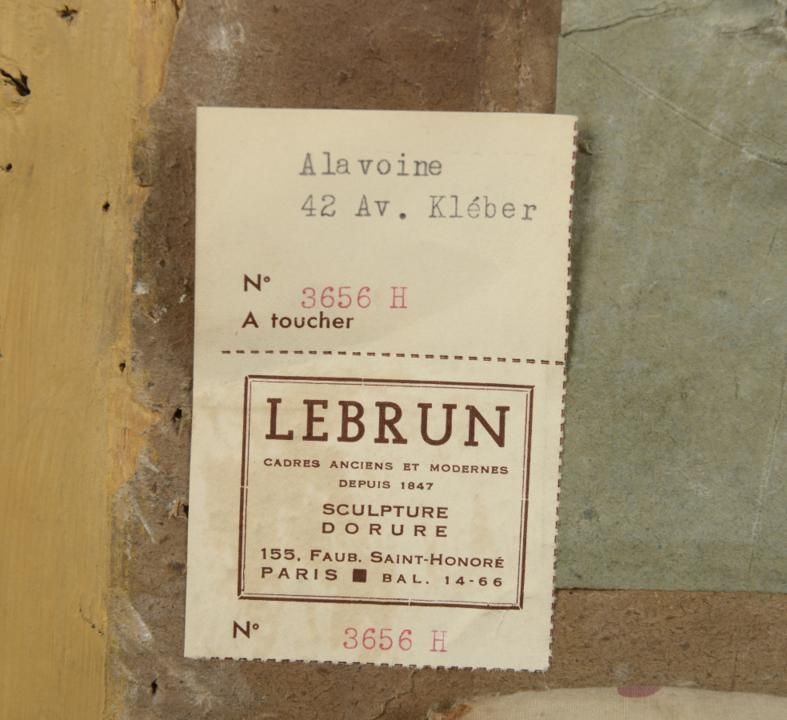 Alavoine
42 Av. Kléber
N° 3656 H
A toucher
LEBRUN
CADRES ANCIENS ET MODERNES
DEPUIS 1847
SCULPTURE
DORURE
155, FAUB. SAINT-HONORÉ
PARIS ■ BAL. 14-66
N° 3656 H